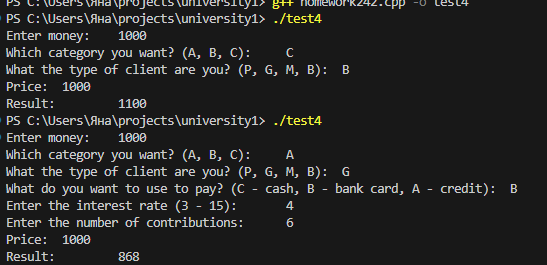 PS C:\Users\Яна\projects\university1> g++ homework242.cpp -o test4
PS C:\Users\Яна\projects\university1> ./test4
Enter money: 1000
Which category you want? (A, B, C): C
What the type of client are you? (P, G, M, B): B
Price: 1000
Result: 1100
PS C:\Users\Яна\projects\university1> ./test4
Enter money: 1000
Which category you want? (A, B, C): A
What the type of client are you? (P, G, M, B): G
What do you want to use to pay? (C - cash, B - bank card, A - credit): B
Enter the interest rate (3 - 15): 4
Enter the number of contributions: 6
Price: 1000
Result: 868